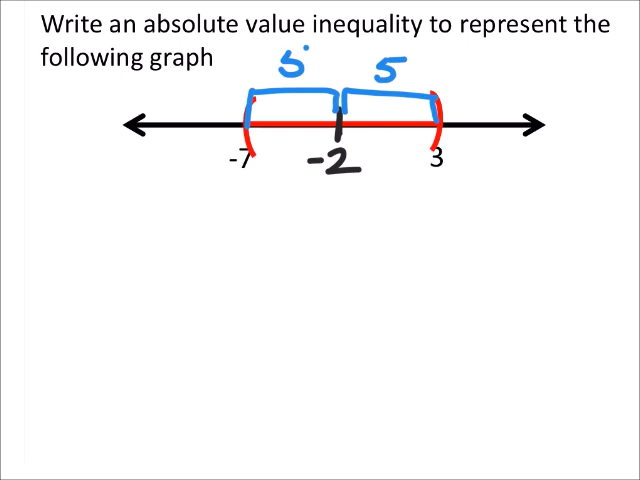 Write an absolute value inequality to represent the
following graph
5 5
-7 -2 3